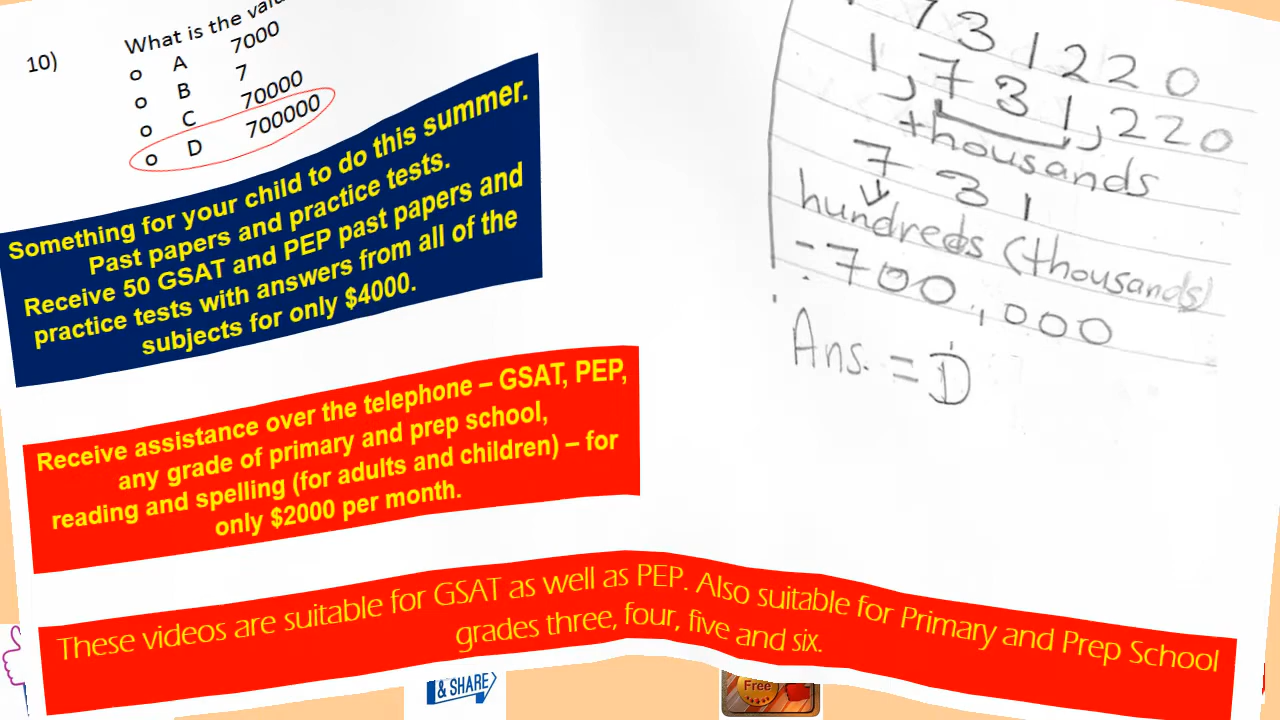 10)
What is the
o A 7000
o B 7
o C 70000
o D 700000
Something for your child to do this summer.
Past papers and practice tests.
Receive 50 GSAT and PEP past papers and
practice tests with answers from all of the
subjects for only $4000.
Receive assistance over the telephone – GSAT, PEP,
any grade of primary and prep school,
reading and spelling (for adults and children) – for
only $2000 per month.
731220
1,731,220
thousands
7 3 1
hundreds (thousands)
- 700,000
Ans. = D
These videos are suitable for GSAT as well as PEP. Also suitable for Primary and Prep School
grades three, four, five and six.
& SHARE
Free